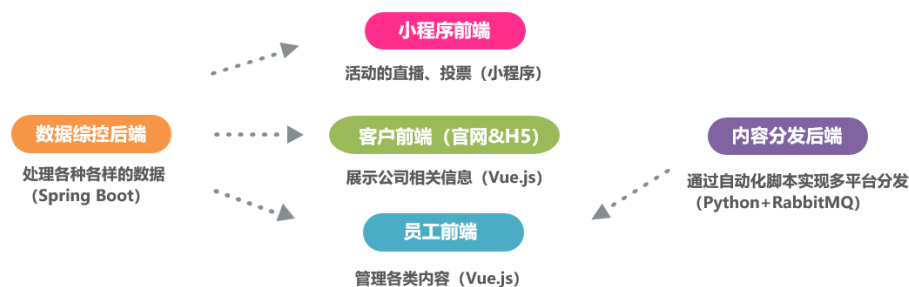 小程序前端
活动的直播、投票（小程序）
数据综控后端
处理各种各样的数据
（Spring Boot）
客户前端（官网&H5）
展示公司相关信息（Vue.js）
内容分发后端
通过自动化脚本实现多平台分发
（Python+RabbitMQ）
员工前端
管理各类内容（Vue.js）